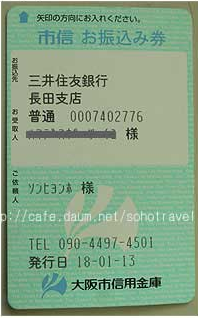 矢印の方向にお入れください。
市信 お振込み券
お振込先
三井住友銀行
長田支店
普通 0007402776
お受取人
様
ご依頼人
ソンヒョンホ 様
http://cafe.daum.net/sohotravel
TEL 090-4497-4501
発行日 18-01-13
大阪市信用金庫